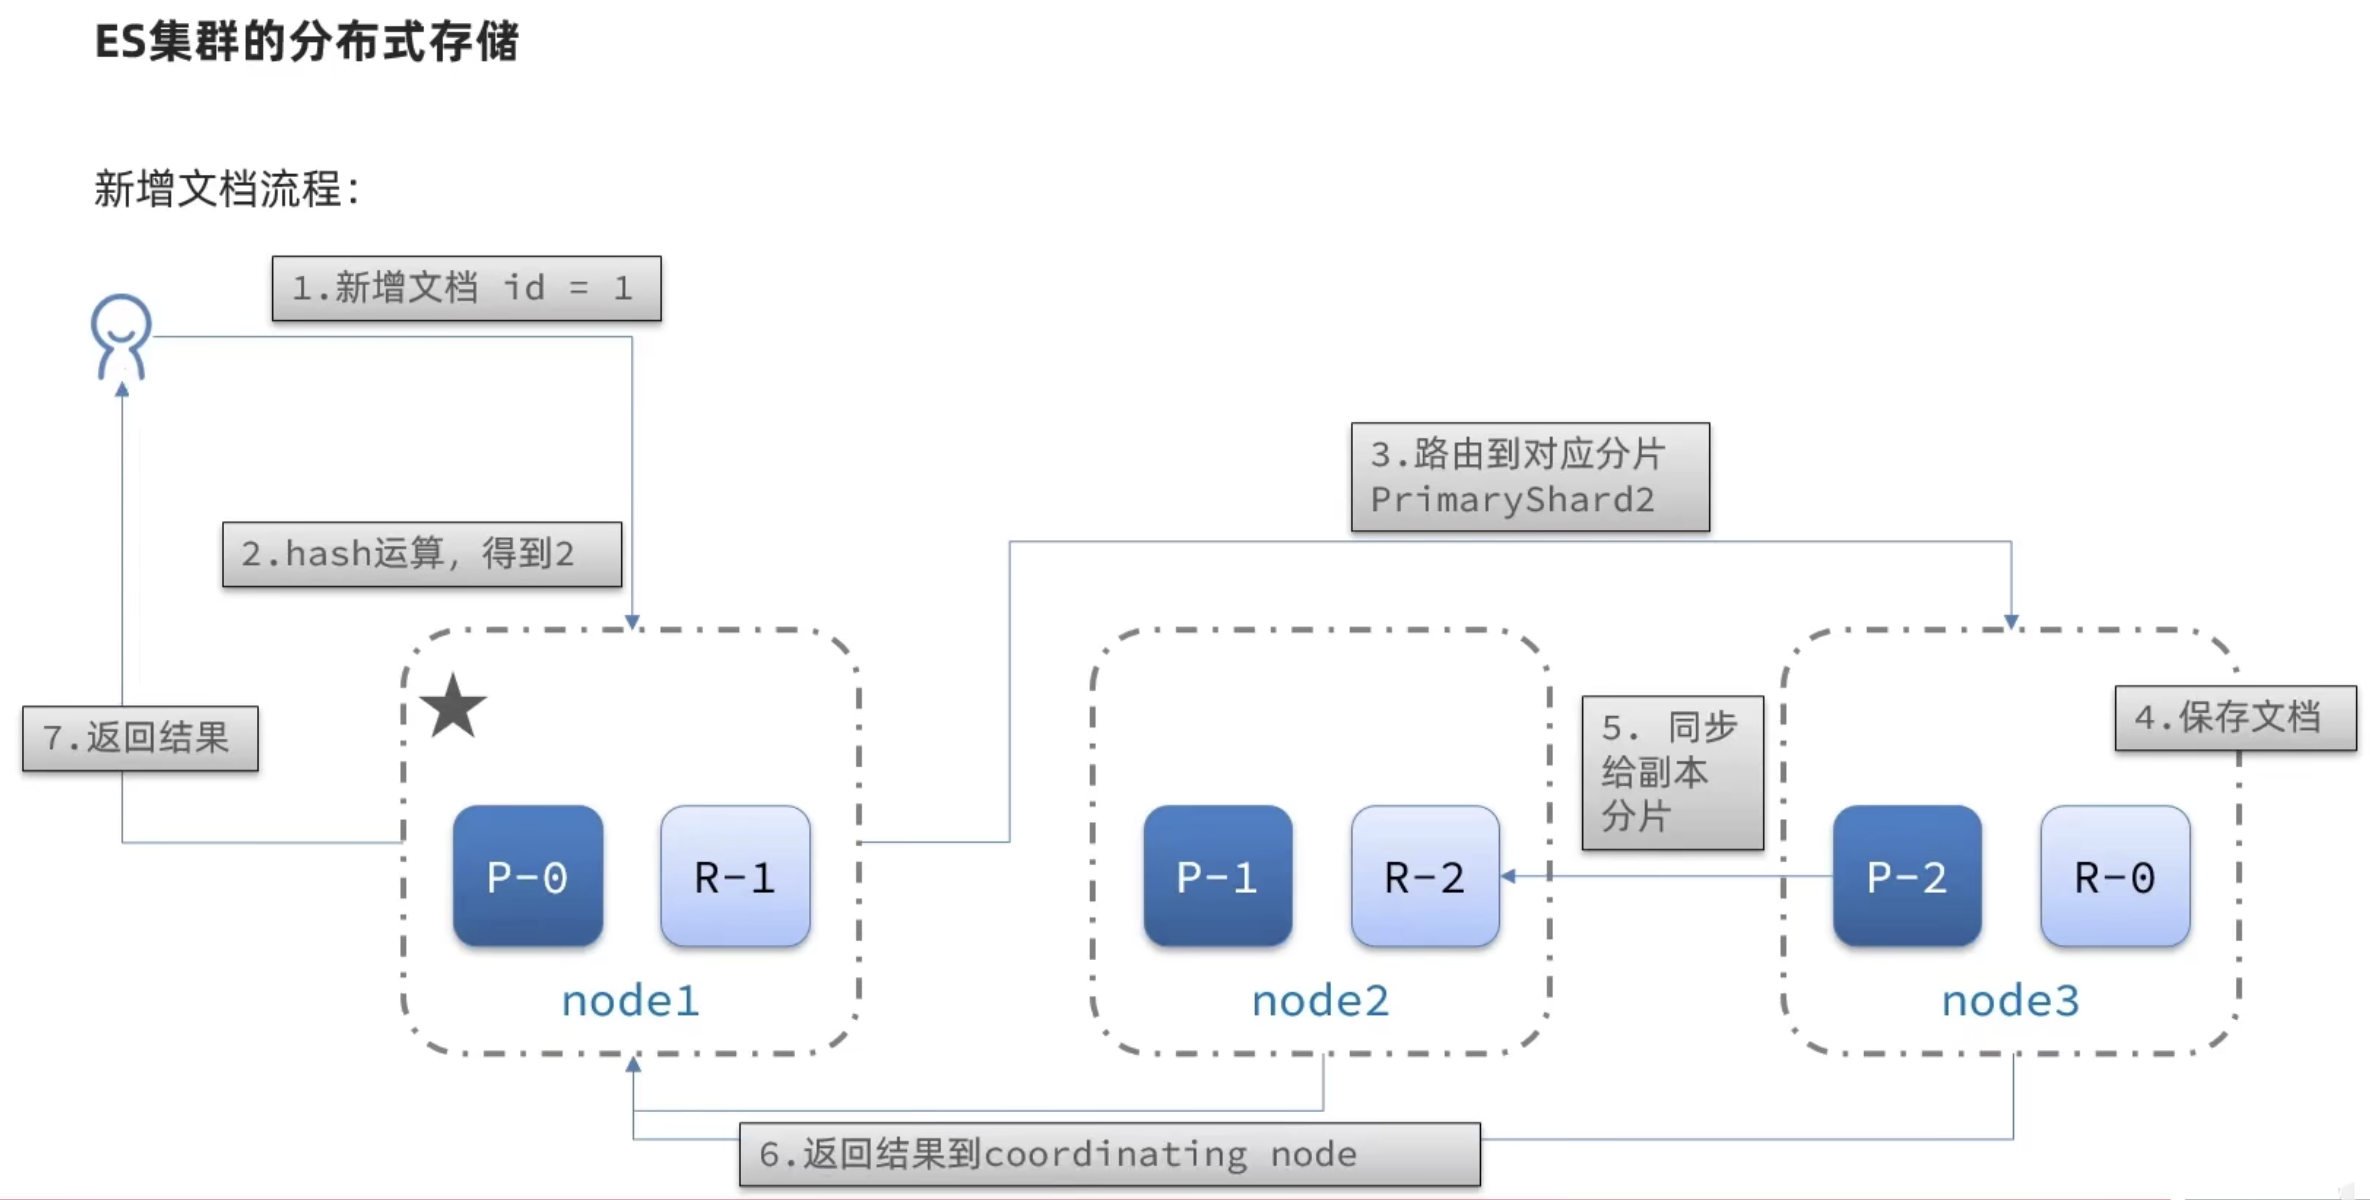 ES集群的分布式存储
新增文档流程：
1.新增文档 id = 1
2.hash运算，得到2
3.路由到对应分片
PrimaryShard2
4.保存文档
5. 同步
给副本
分片
7.返回结果
P-0
R-1
P-1
R-2
P-2
R-0
node1
node2
node3
6.返回结果到coordinating node